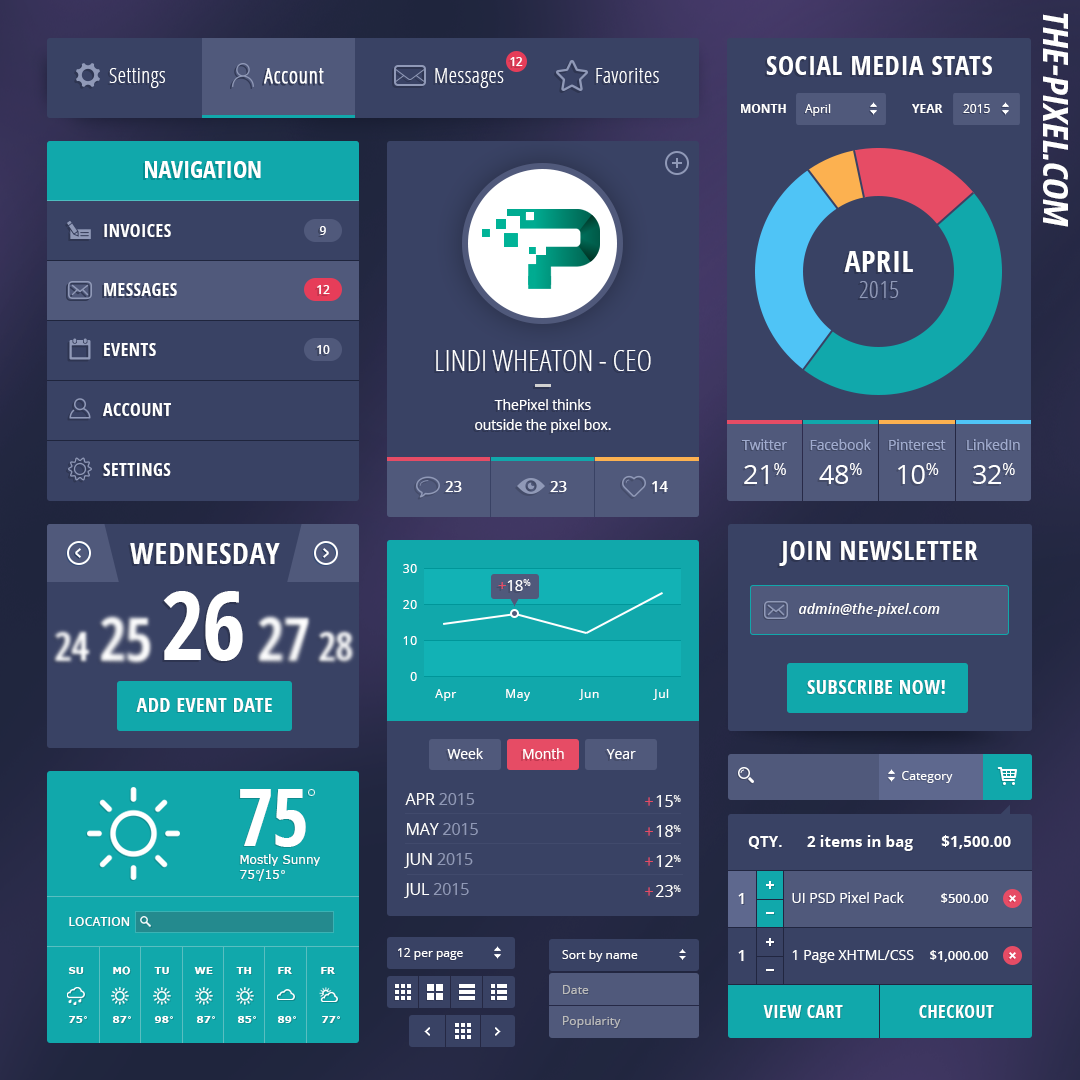 Settings
Account
Messages
12
Favorites
THE-PIXEL.COM
NAVIGATION
INVOICES 9
MESSAGES 12
EVENTS 10
ACCOUNT
SETTINGS
LINDI WHEATON - CEO
ThePixel thinks
outside the pixel box.
23 23 14
SOCIAL MEDIA STATS
MONTH April YEAR 2015
APRIL
2015
Twitter Facebook Pinterest LinkedIn
21% 48% 10% 32%
WEDNESDAY
24 25 26 27 28
ADD EVENT DATE
30
+18%
20
10
0
Apr May Jun Jul
Week Month Year
APR 2015 +15%
MAY 2015 +18%
JUN 2015 +12%
JUL 2015 +23%
JOIN NEWSLETTER
admin@the-pixel.com
SUBSCRIBE NOW!
Category
QTY. 2 items in bag $1,500.00
1 + − UI PSD Pixel Pack $500.00
1 + − 1 Page XHTML/CSS $1,000.00
VIEW CART CHECKOUT
75°
Mostly Sunny
75°/15°
LOCATION
SU MO TU WE TH FR FR
75° 87° 98° 87° 85° 89° 77°
12 per page
Sort by name
Date
Popularity